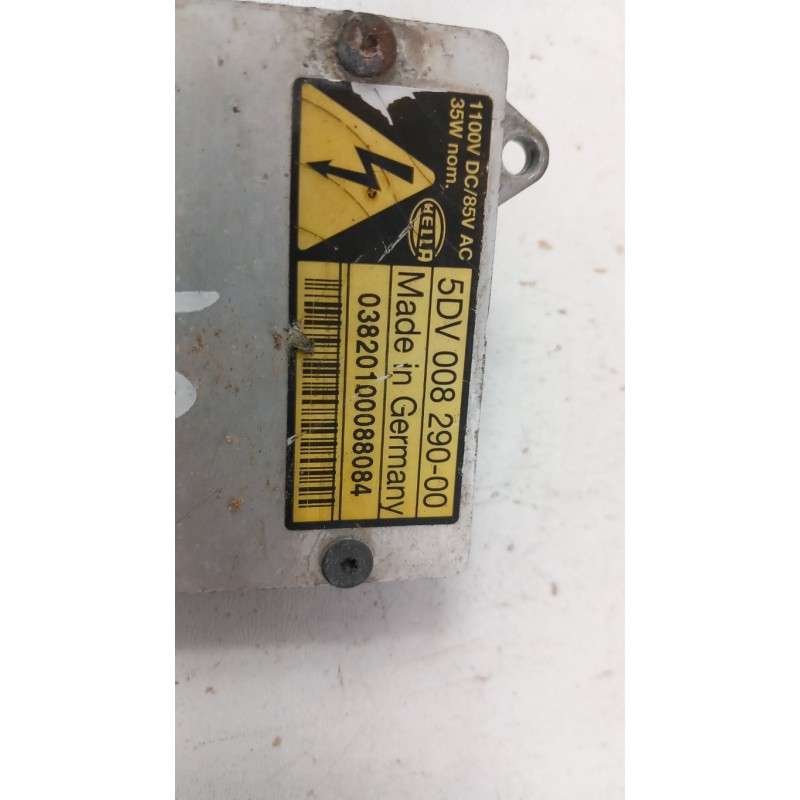 1100V DC/85V AC
35W nom.
HELLA
5DV 008 290-00
Made in Germany
03820100088084